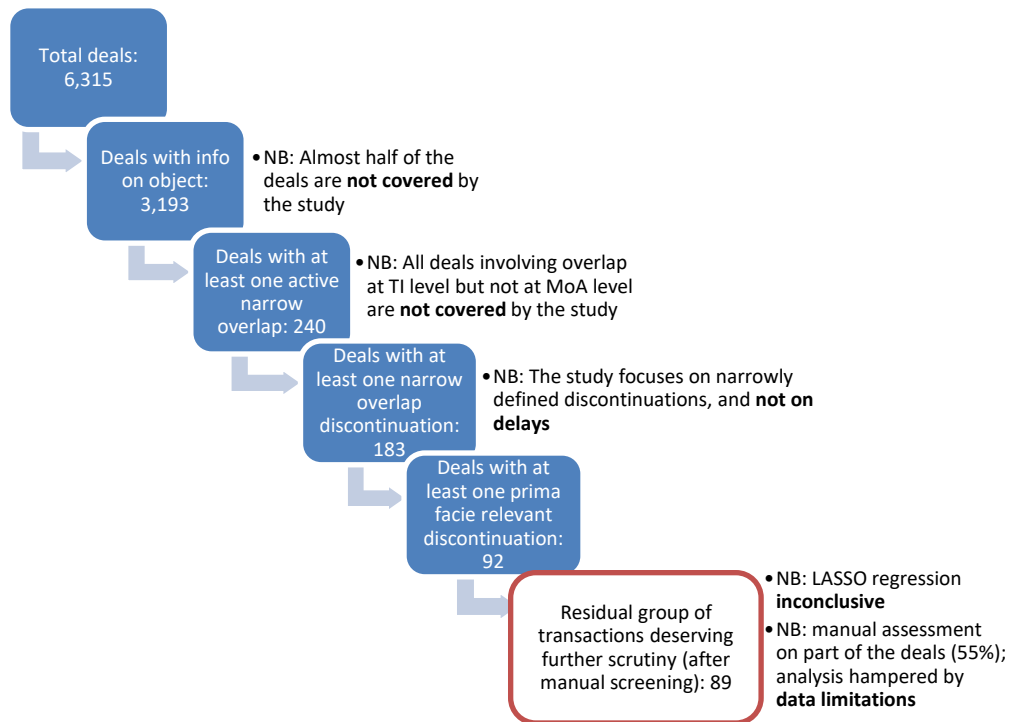 Total deals:
6,315
Deals with info
on object:
3,193
•NB: Almost half of the
deals are not covered by
the study
Deals with at
least one active
narrow
overlap: 240
•NB: All deals involving overlap
at TI level but not at MoA level
are not covered by the study
Deals with at
least one narrow
overlap
discontinuation:
183
•NB: The study focuses on narrowly
defined discontinuations, and not on
delays
Deals with at
least one prima
facie relevant
discontinuation:
92
Residual group of
transactions deserving
further scrutiny (after
manual screening): 89
•NB: LASSO regression
inconclusive
•NB: manual assessment
on part of the deals (55%);
analysis hampered by
data limitations